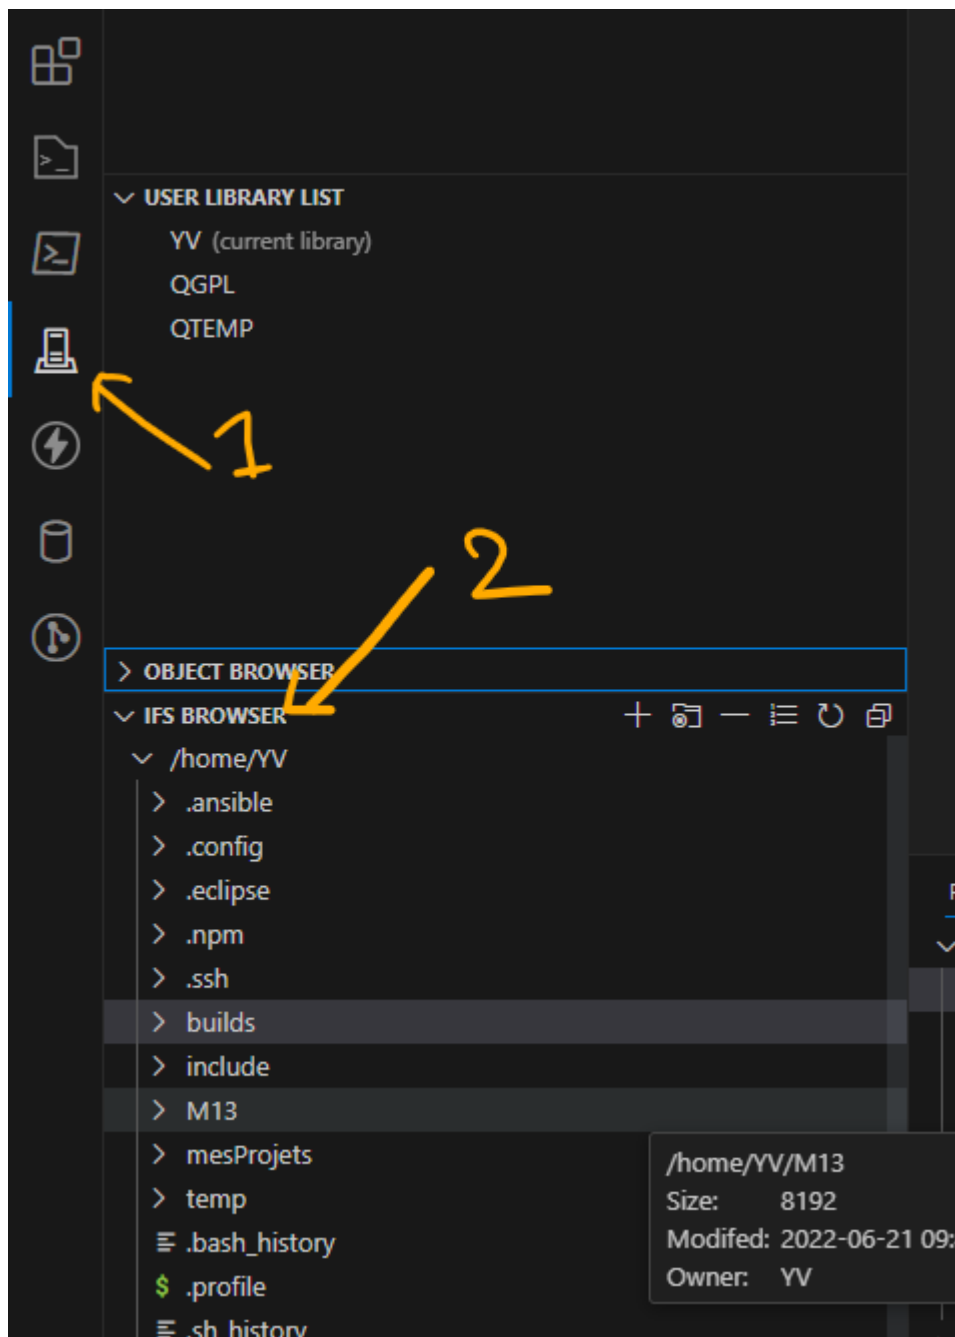 USER LIBRARY LIST
YV (current library)
QGPL
QTEMP
1
2
OBJECT BROWSER
IFS BROWSER
/home/YV
.ansible
.config
.eclipse
.npm
.ssh
builds
include
M13
mesProjets
/home/YV/M13
Size: 8192
Modifed: 2022-06-21 09:
Owner: YV
temp
.bash_history
$ .profile
.sh_history